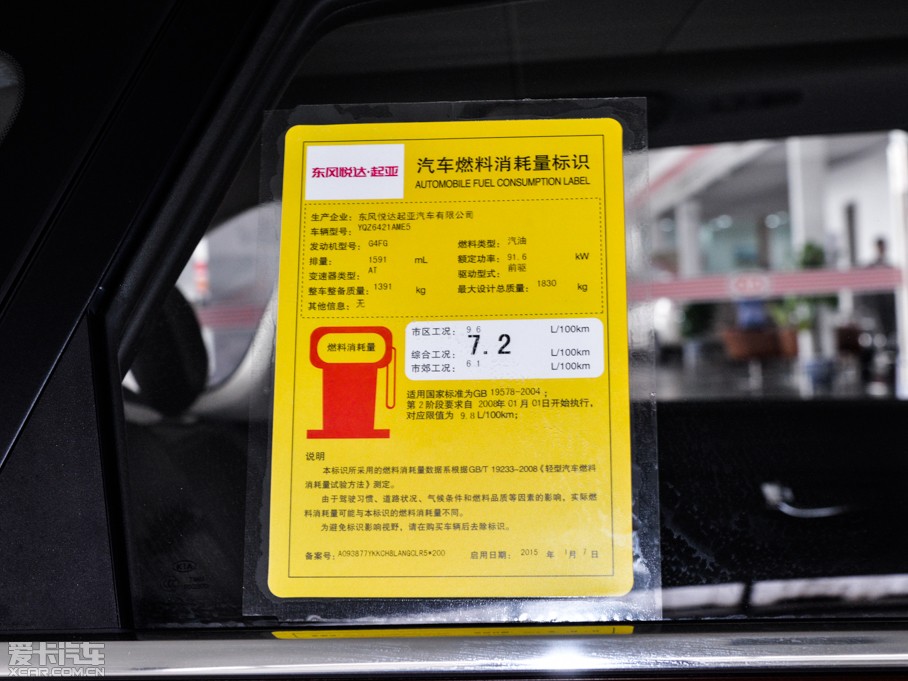 东风悦达·起亚
汽车燃料消耗量标识
AUTOMOBILE FUEL CONSUMPTION LABEL
生产企业：东风悦达起亚汽车有限公司
车辆型号：YQZ6421AME5
发动机型号：G4FG 燃料类型：汽油
排量：1591 mL 额定功率：91.6 kW
变速器类型：AT 驱动型式：前驱
整车整备质量：1391 kg 最大设计总质量：1830 kg
其他信息：无
燃料消耗量
市区工况：9.6 L/100km
综合工况：7.2 L/100km
市郊工况：6.1 L/100km
适用国家标准为GB 19578-2004；
第2阶段要求自 2008年 01月 01日开始执行，
对应限值为 9.8 L/100km；
说明
本标识所采用的燃料消耗量数据系根据GB/T 19233-2008《轻型汽车燃料
消耗量试验方法》测定。
由于驾驶习惯、道路状况、气候条件和燃料品质等因素的影响，实际燃
料消耗量可能与本标识的燃料消耗量不同。
为避免标识影响视野，请在购买车辆后去除标识。
备案号：A093B77YKKCH8LANGOLR5*200 启用日期：2015 年 1月 7 日
KIA
爱卡汽车
XCAR.COM.CN